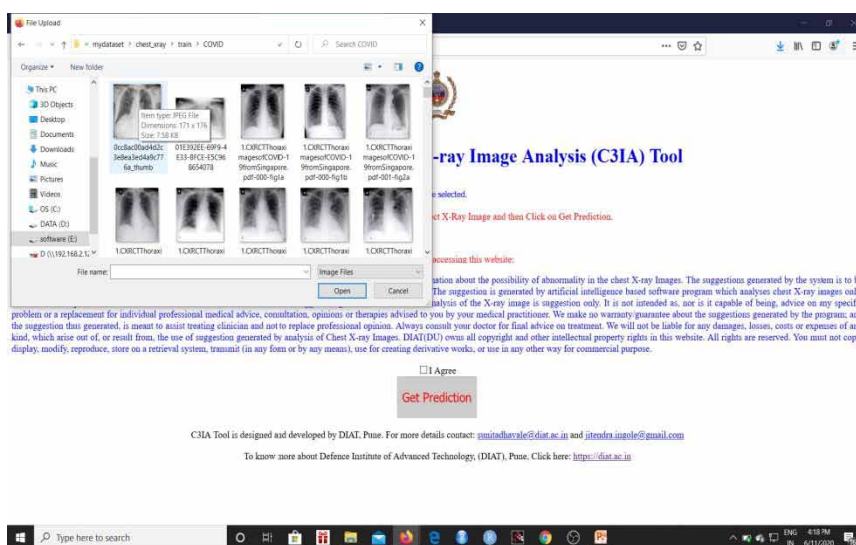 File Upload
mydataset > chest_xray > train > COVID
Search COVID
Organize
New folder
This PC
3D Objects
Desktop
Documents
Downloads
Music
Pictures
Videos
OS (C:)
DATA (D:)
software (E:)
D (\\192.168.2.1
Item type: JPEG File
Dimensions: 171 x 176
Size: 7.58 KB
0cc8ac00ad4d2c
3e8ea3ed4a9c77
6a_thumb
01E392EE-69F9-4
E33-BFCE-E5C96
8654078
1.CXRCTThoraxi
magesofCOVID-1
9fromSingapore.
pdf-000-fig1a
1.CXRCTThoraxi
magesofCOVID-1
9fromSingapore.
pdf-000-fig1b
1.CXRCTThoraxi
magesofCOVID-1
9fromSingapore.
pdf-001-fig2a
1.CXRCTThoraxi
1.CXRCTThoraxi
1.CXRCTThoraxi
1.CXRCTThoraxi
1.CXRCTThoraxi
File name:
Image Files
Open
Cancel
-ray Image Analysis (C3IA) Tool
selected.
X-Ray Image and then Click on Get Prediction.
accessing this website:
about the possibility of abnormality in the chest X-ray Images. The suggestions generated by the system is to
The suggestion is generated by artificial intelligence based software program which analyses chest X-ray images
of the X-ray image is suggestion only. It is not intended as, nor is it capable of being, advice on any
problem or a replacement for individual professional medical advice, consultation, opinions or therapies advised to you by your medical practitioner. We make no warranty/guarantee about the suggestions generated by the program;
the suggestion thus generated, is meant to assist treating clinician and not to replace professional opinion. Always consult your doctor for final advice on treatment. We will not be liable for any damages, losses, costs or expenses of
kind, which arise out of, or result from, the use of suggestion generated by analysis of Chest X-ray Images. DIAT(DU) owns all copyright and other intellectual property rights in this website. All rights are reserved. You must not
display, modify, reproduce, store on a retrieval system, transmit (in any form or by any means), use for creating derivative works, or use in any other way for commercial purpose.
I Agree
Get Prediction
C3IA Tool is designed and developed by DIAT, Pune. For more details contact: sunitadhavale@diat.ac.in and jitendra.ingole@gmail.com
To know more about Defence Institute of Advanced Technology, (DIAT), Pune, Click here: https://diat.ac.in
Type here to search
ENG
IN
4:18 PM
6/11/2020